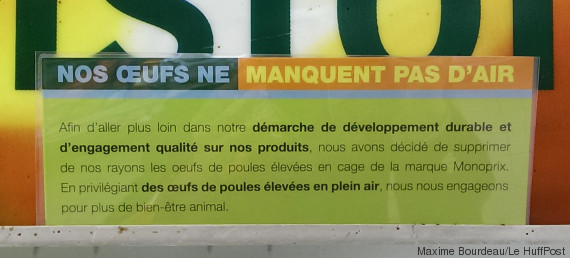 NOS ŒUFS NE MANQUENT PAS D'AIR
Afin d'aller plus loin dans notre démarche de développement durable et
d'engagement qualité sur nos produits, nous avons décidé de supprimer
de nos rayons les oeufs de poules élevées en cage de la marque Monoprix.
En privilégiant des œufs de poules élevées en plein air, nous nous engageons
pour plus de bien-être animal.
Maxime Bourdeau/Le HuffPost